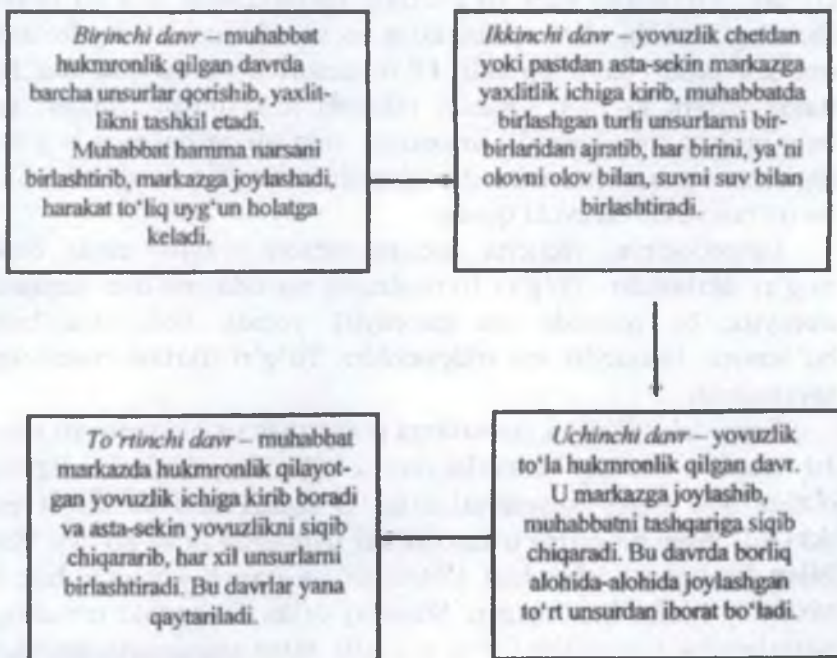 Birinchi davr – muhabbat
hukmronlik qilgan davrda
barcha unsurlar qorishib, yaxlit-
likni tashkil etadi.
Muhabbat hamma narsani
birlashtirib, markazga joylashadi,
harakat to‘liq uyg‘un holatga
keladi.
Ikkinchi davr – yovuzlik chetdan
yoki pastdan asta-sekin markazga
yaxlitlik ichiga kirib, muhabbatda
birlashgan turli unsurlarni bir-
birlaridan ajratib, har birini, ya’ni
olovni olov bilan, suvni suv bilan
birlashtiradi.
Uchinchi davr – yovuzlik
to‘la hukmronlik qilgan davr.
U markazga joylashib,
muhabbatni tashqariga siqib
chiqaradi. Bu davrda borliq
alohida-alohida joylashgan
to‘rt unsurdan iborat bo‘ladi.
To‘rtinchi davr – muhabbat
markazda hukmronlik qilayot-
gan yovuzlik ichiga kirib boradi
va asta-sekin yovuzlikni siqib
chiqararib, har xil unsurlarni
birlashtiradi. Bu davrlar yana
qaytariladi.